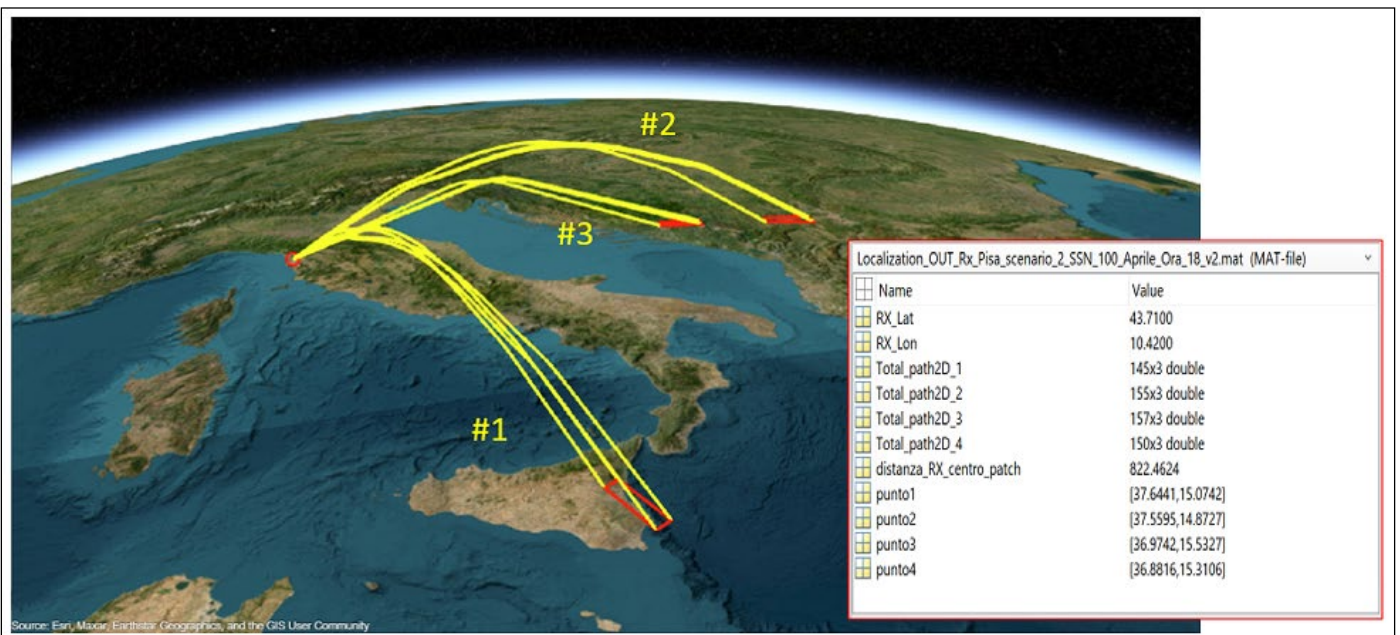 #2
#3
#1
Localization_OUT_Rx_Pisa_scenario_2_SSN_100_Aprile_Ora_18_v2.mat (MAT-file)
Name Value
RX_Lat 43.7100
RX_Lon 10.4200
Total_path2D_1 145x3 double
Total_path2D_2 155x3 double
Total_path2D_3 157x3 double
Total_path2D_4 150x3 double
distanza_RX_centro_patch 822.4624
punto1 [37.6441,15.0742]
punto2 [37.5595,14.8727]
punto3 [36.9742,15.5327]
punto4 [36.8816,15.3106]
Source: Esri, Maxar, Earthstar Geographics, and the GIS User Community